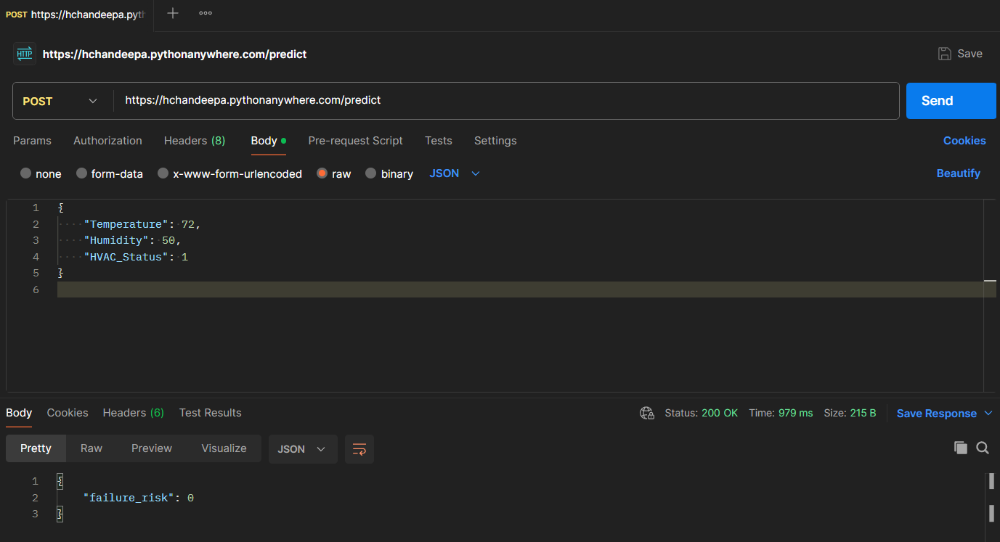 POST https://hchandeepa.pyth
HTTP https://hchandeepa.pythonanywhere.com/predict
Save
POST https://hchandeepa.pythonanywhere.com/predict
Send
Params Authorization Headers (8) Body Pre-request Script Tests Settings Cookies
none form-data x-www-form-urlencoded raw binary JSON Beautify
1 {
2 "Temperature": 72,
3 "Humidity": 50,
4 "HVAC_Status": 1
5 }
6
Body Cookies Headers (6) Test Results Status: 200 OK Time: 979 ms Size: 215 B Save Response
Pretty Raw Preview Visualize JSON
1 {
2 "failure_risk": 0
3 }